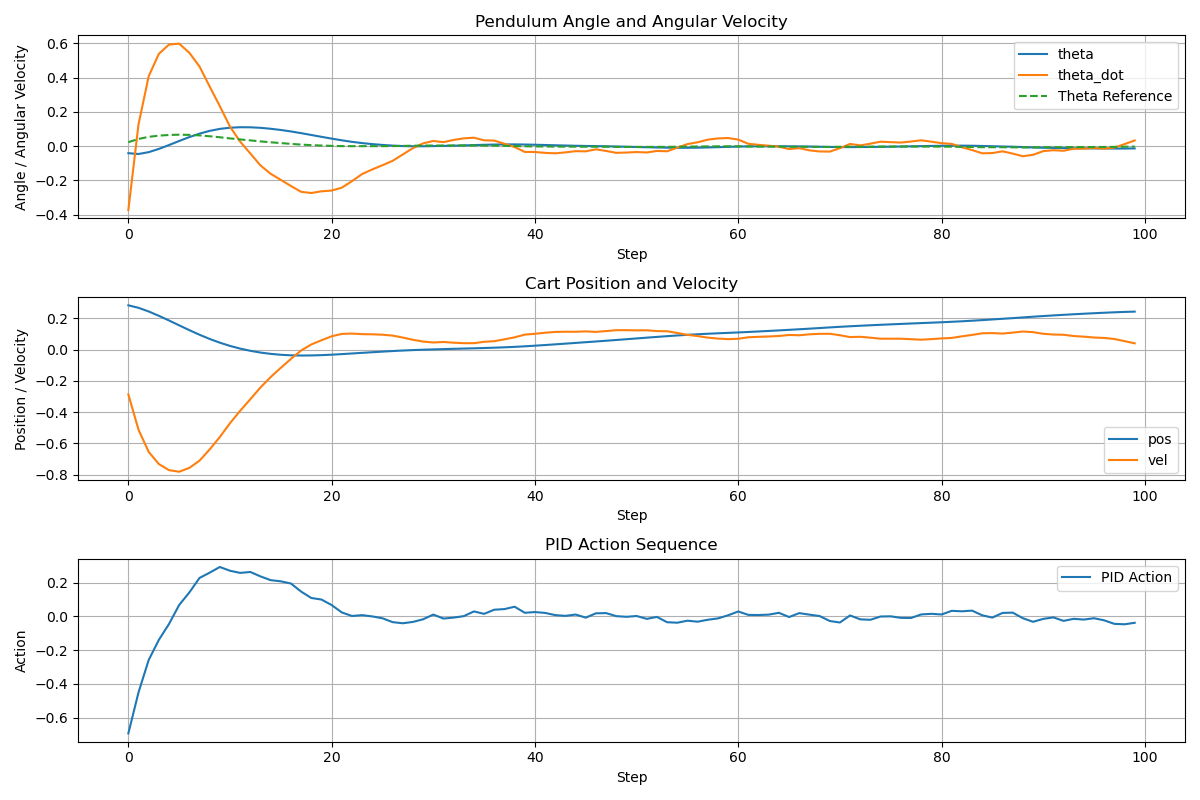 Pendulum Angle and Angular Velocity
Angle / Angular Velocity
0.6
0.4
0.2
0.0
−0.2
−0.4
theta
theta_dot
Theta Reference
0 20 40 60 80 100
Step
Cart Position and Velocity
Position / Velocity
0.2
0.0
−0.2
−0.4
−0.6
−0.8
pos
vel
0 20 40 60 80 100
Step
PID Action Sequence
Action
0.2
0.0
−0.2
−0.4
−0.6
PID Action
0 20 40 60 80 100
Step